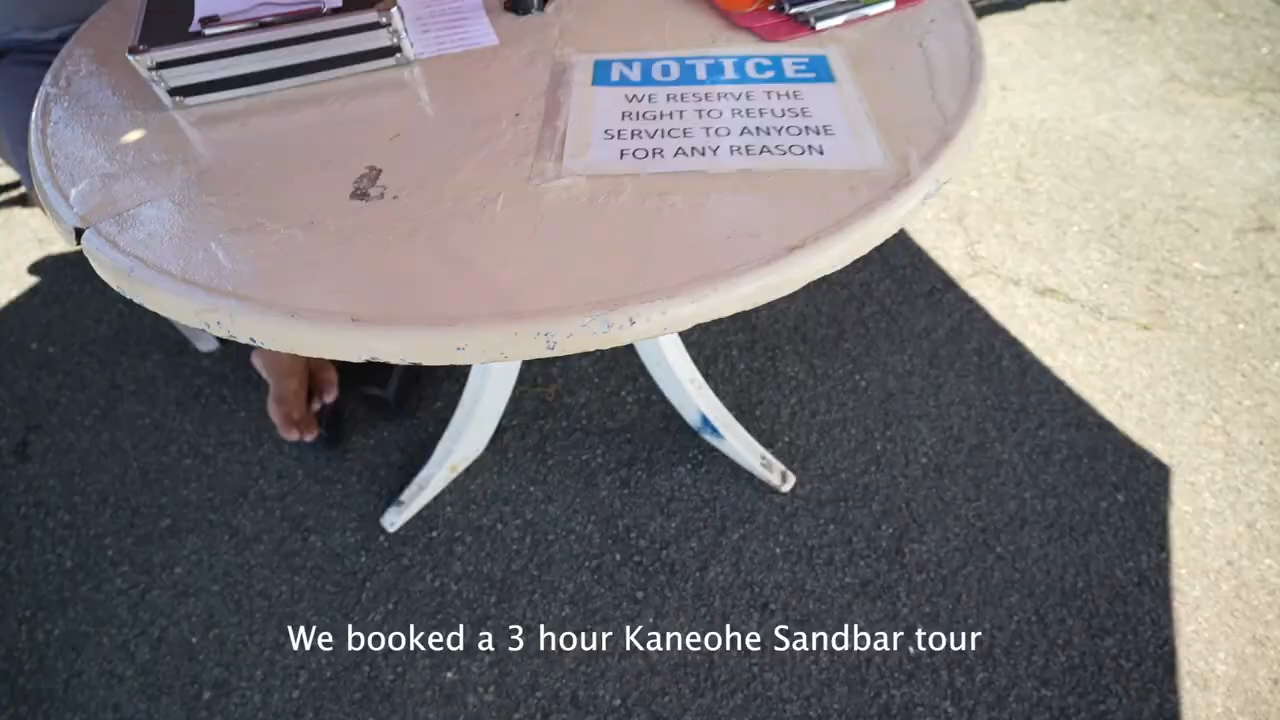 NOTICE
WE RESERVE THE
RIGHT TO REFUSE
SERVICE TO ANYONE
FOR ANY REASON
We booked a 3 hour Kaneohe Sandbar tour